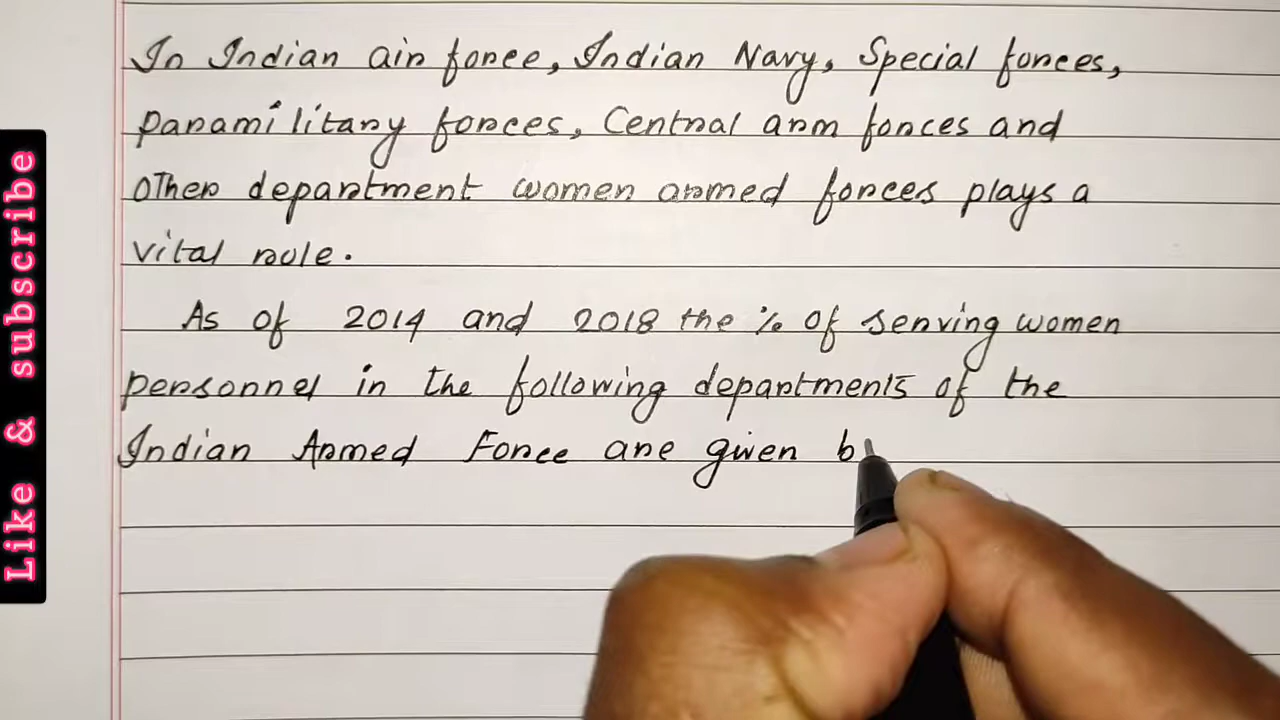 In Indian air force, Indian Navy, Special forces,
paramilitary forces, Central arm forces and
other department women armed forces plays a
vital role.
As of 2014 and 2018 the % of serving women
personnel in the following departments of the
Indian Armed Force are given b
Like & subscribe